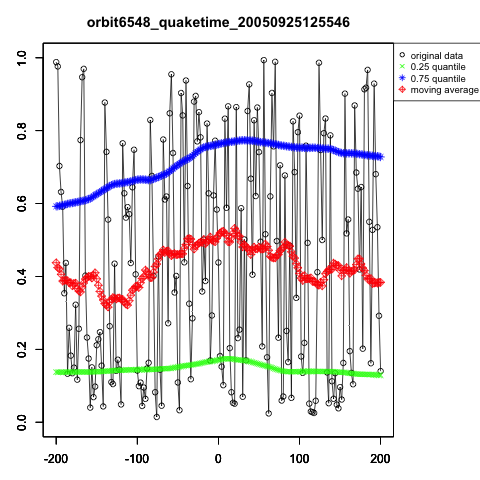 orbit6548_quaketime_20050925125546
original data
0.25 quantile
0.75 quantile
moving average
1.0
0.8
0.6
0.4
0.2
0.0
-200 -100 0 100 200